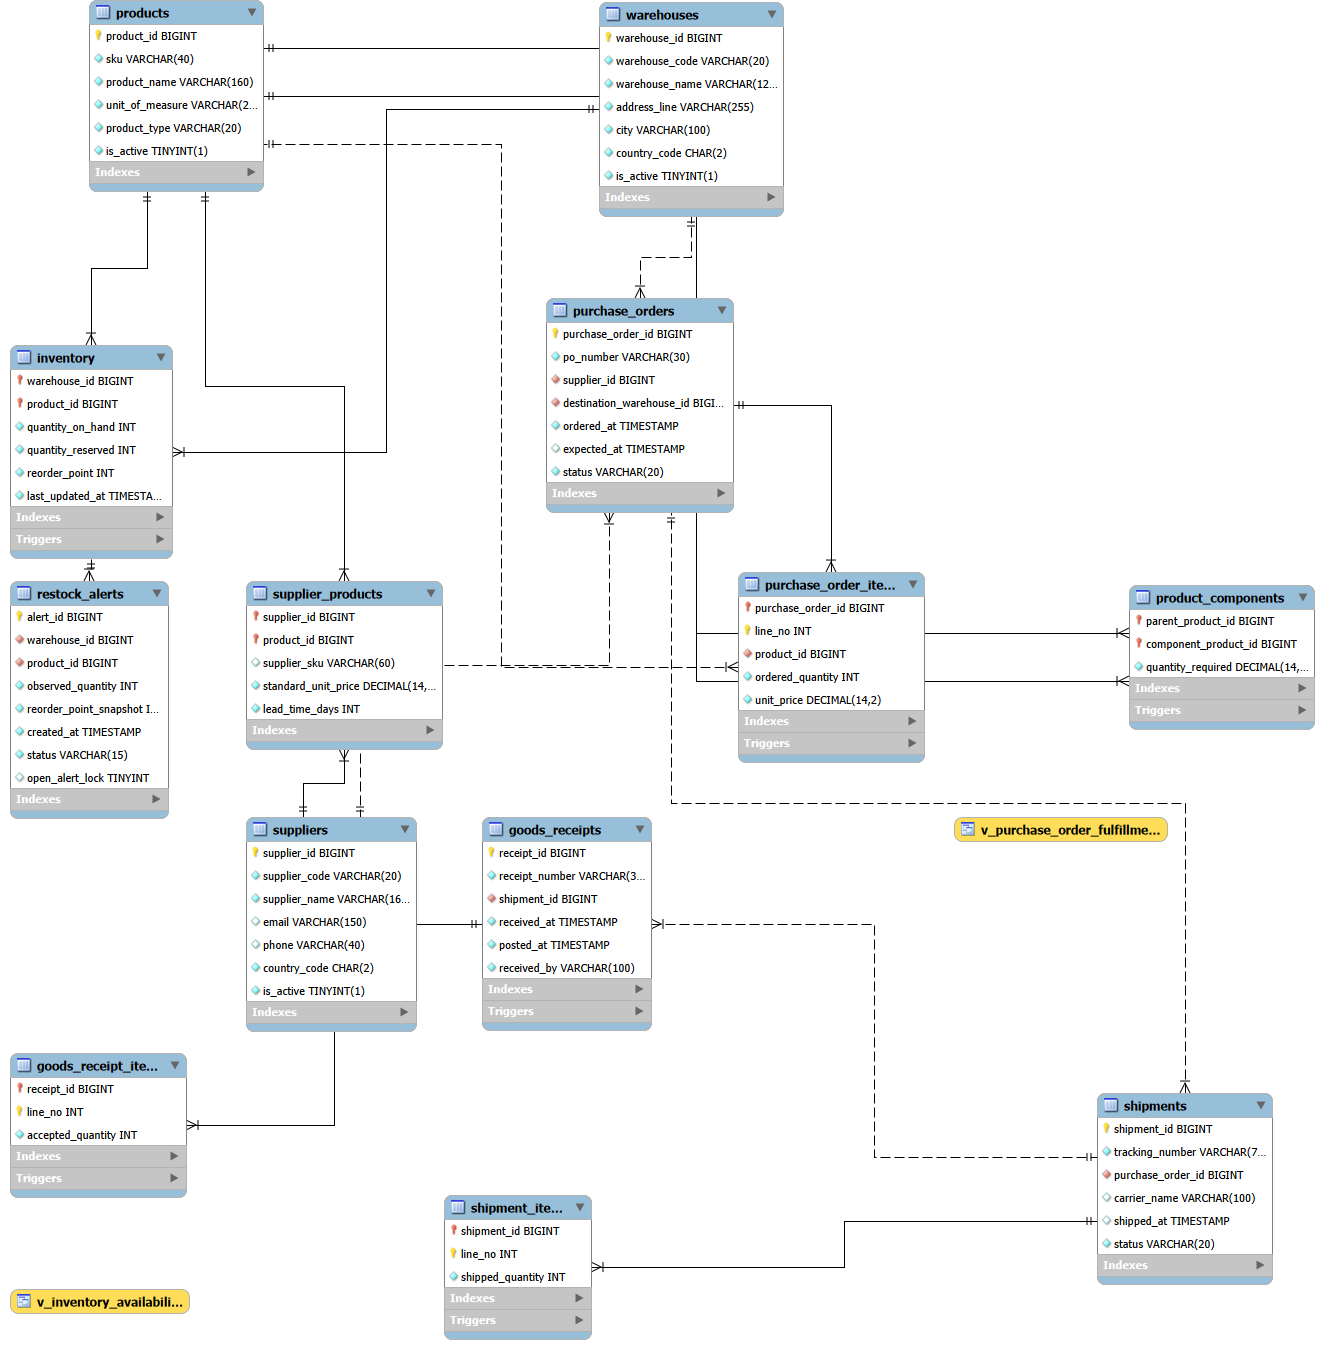 products
product_id BIGINT
sku VARCHAR(40)
product_name VARCHAR(160)
unit_of_measure VARCHAR(2...
product_type VARCHAR(20)
is_active TINYINT(1)
Indexes
warehouses
warehouse_id BIGINT
warehouse_code VARCHAR(20)
warehouse_name VARCHAR(12...
address_line VARCHAR(255)
city VARCHAR(100)
country_code CHAR(2)
is_active TINYINT(1)
Indexes
purchase_orders
purchase_order_id BIGINT
po_number VARCHAR(30)
supplier_id BIGINT
destination_warehouse_id BIGI...
ordered_at TIMESTAMP
expected_at TIMESTAMP
status VARCHAR(20)
Indexes
inventory
warehouse_id BIGINT
product_id BIGINT
quantity_on_hand INT
quantity_reserved INT
reorder_point INT
last_updated_at TIMESTA...
Indexes
Triggers
restock_alerts
alert_id BIGINT
warehouse_id BIGINT
product_id BIGINT
observed_quantity INT
reorder_point_snapshot I...
created_at TIMESTAMP
status VARCHAR(15)
open_alert_lock TINYINT
Indexes
supplier_products
supplier_id BIGINT
product_id BIGINT
supplier_sku VARCHAR(60)
standard_unit_price DECIMAL(14,...
lead_time_days INT
Indexes
purchase_order_ite...
purchase_order_id BIGINT
line_no INT
product_id BIGINT
ordered_quantity INT
unit_price DECIMAL(14,2)
Indexes
Triggers
product_components
parent_product_id BIGINT
component_product_id BIGINT
quantity_required DECIMAL(14,...
Indexes
Triggers
suppliers
supplier_id BIGINT
supplier_code VARCHAR(20)
supplier_name VARCHAR(16...
email VARCHAR(150)
phone VARCHAR(40)
country_code CHAR(2)
is_active TINYINT(1)
Indexes
goods_receipts
receipt_id BIGINT
receipt_number VARCHAR(3...
shipment_id BIGINT
received_at TIMESTAMP
posted_at TIMESTAMP
received_by VARCHAR(100)
Indexes
Triggers
v_purchase_order_fulfillme...
goods_receipt_ite...
receipt_id BIGINT
line_no INT
accepted_quantity INT
Indexes
Triggers
shipments
shipment_id BIGINT
tracking_number VARCHAR(7...
purchase_order_id BIGINT
carrier_name VARCHAR(100)
shipped_at TIMESTAMP
status VARCHAR(20)
Indexes
shipment_ite...
shipment_id BIGINT
line_no INT
shipped_quantity INT
Indexes
Triggers
v_inventory_availabili...